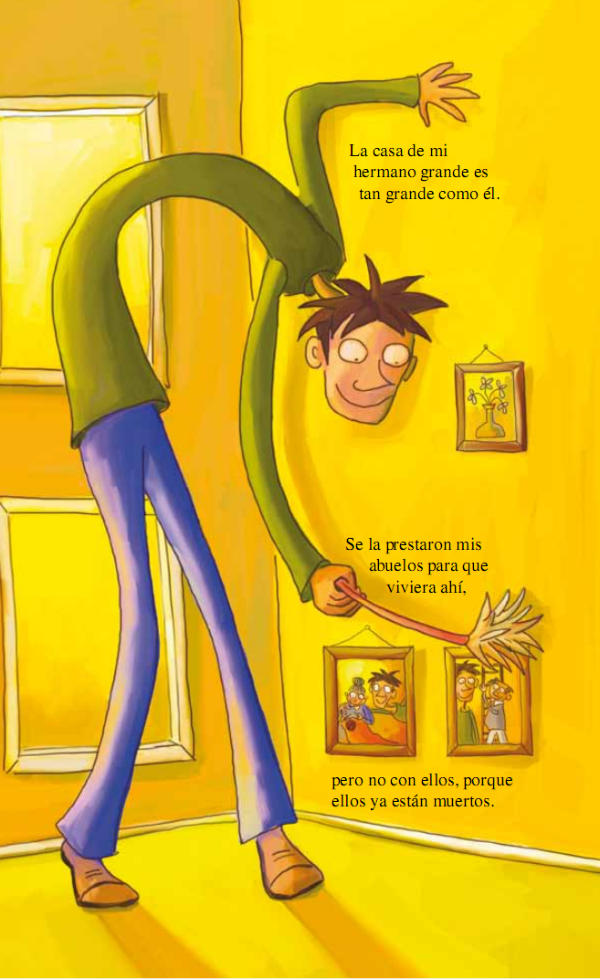 La casa de mi
hermano grande es
tan grande como él.
Se la prestaron mis
abuelos para que
viviera ahí,
pero no con ellos, porque
ellos ya están muertos.